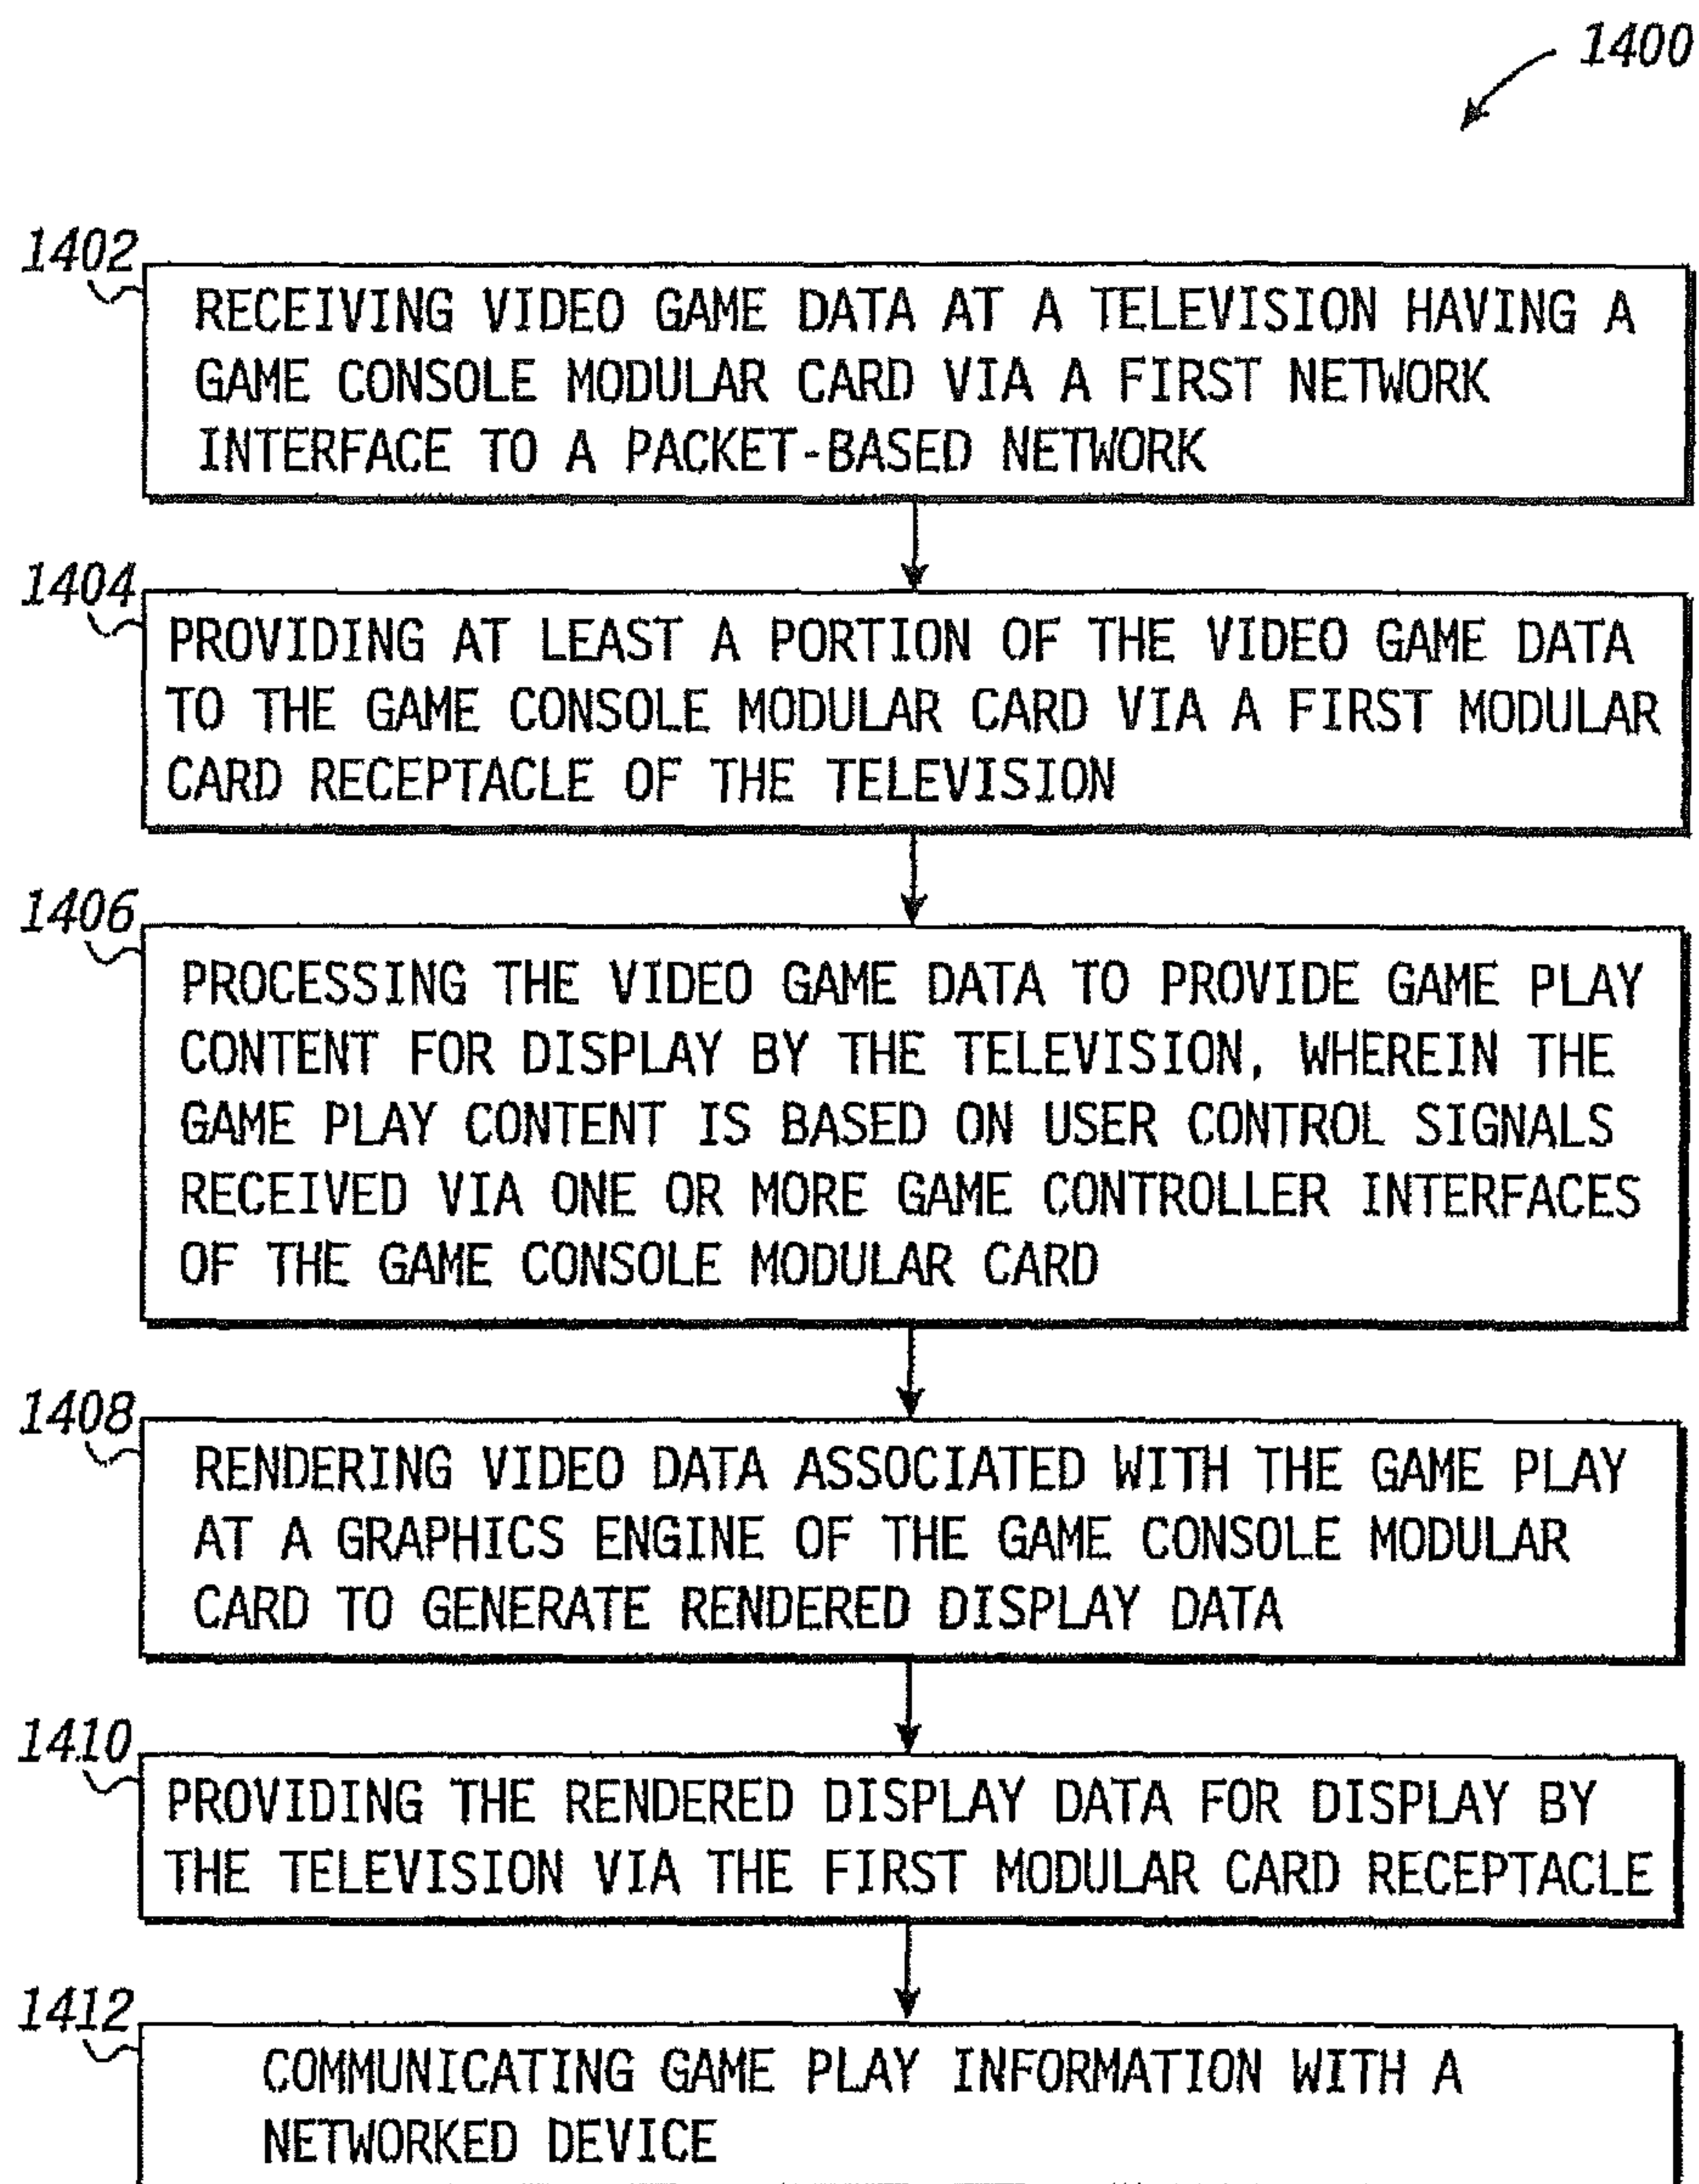 1400
1402
RECEIVING VIDEO GAME DATA AT A TELEVISION HAVING A
GAME CONSOLE MODULAR CARD VIA A FIRST NETWORK
INTERFACE TO A PACKET-BASED NETWORK
1404
PROVIDING AT LEAST A PORTION OF THE VIDEO GAME DATA
TO THE GAME CONSOLE MODULAR CARD VIA A FIRST MODULAR
CARD RECEPTACLE OF THE TELEVISION
1406
PROCESSING THE VIDEO GAME DATA TO PROVIDE GAME PLAY
CONTENT FOR DISPLAY BY THE TELEVISION, WHEREIN THE
GAME PLAY CONTENT IS BASED ON USER CONTROL SIGNALS
RECEIVED VIA ONE OR MORE GAME CONTROLLER INTERFACES
OF THE GAME CONSOLE MODULAR CARD
1408
RENDERING VIDEO DATA ASSOCIATED WITH THE GAME PLAY
AT A GRAPHICS ENGINE OF THE GAME CONSOLE MODULAR
CARD TO GENERATE RENDERED DISPLAY DATA
1410
PROVIDING THE RENDERED DISPLAY DATA FOR DISPLAY BY
THE TELEVISION VIA THE FIRST MODULAR CARD RECEPTACLE
1412
COMMUNICATING GAME PLAY INFORMATION WITH A
NETWORKED DEVICE